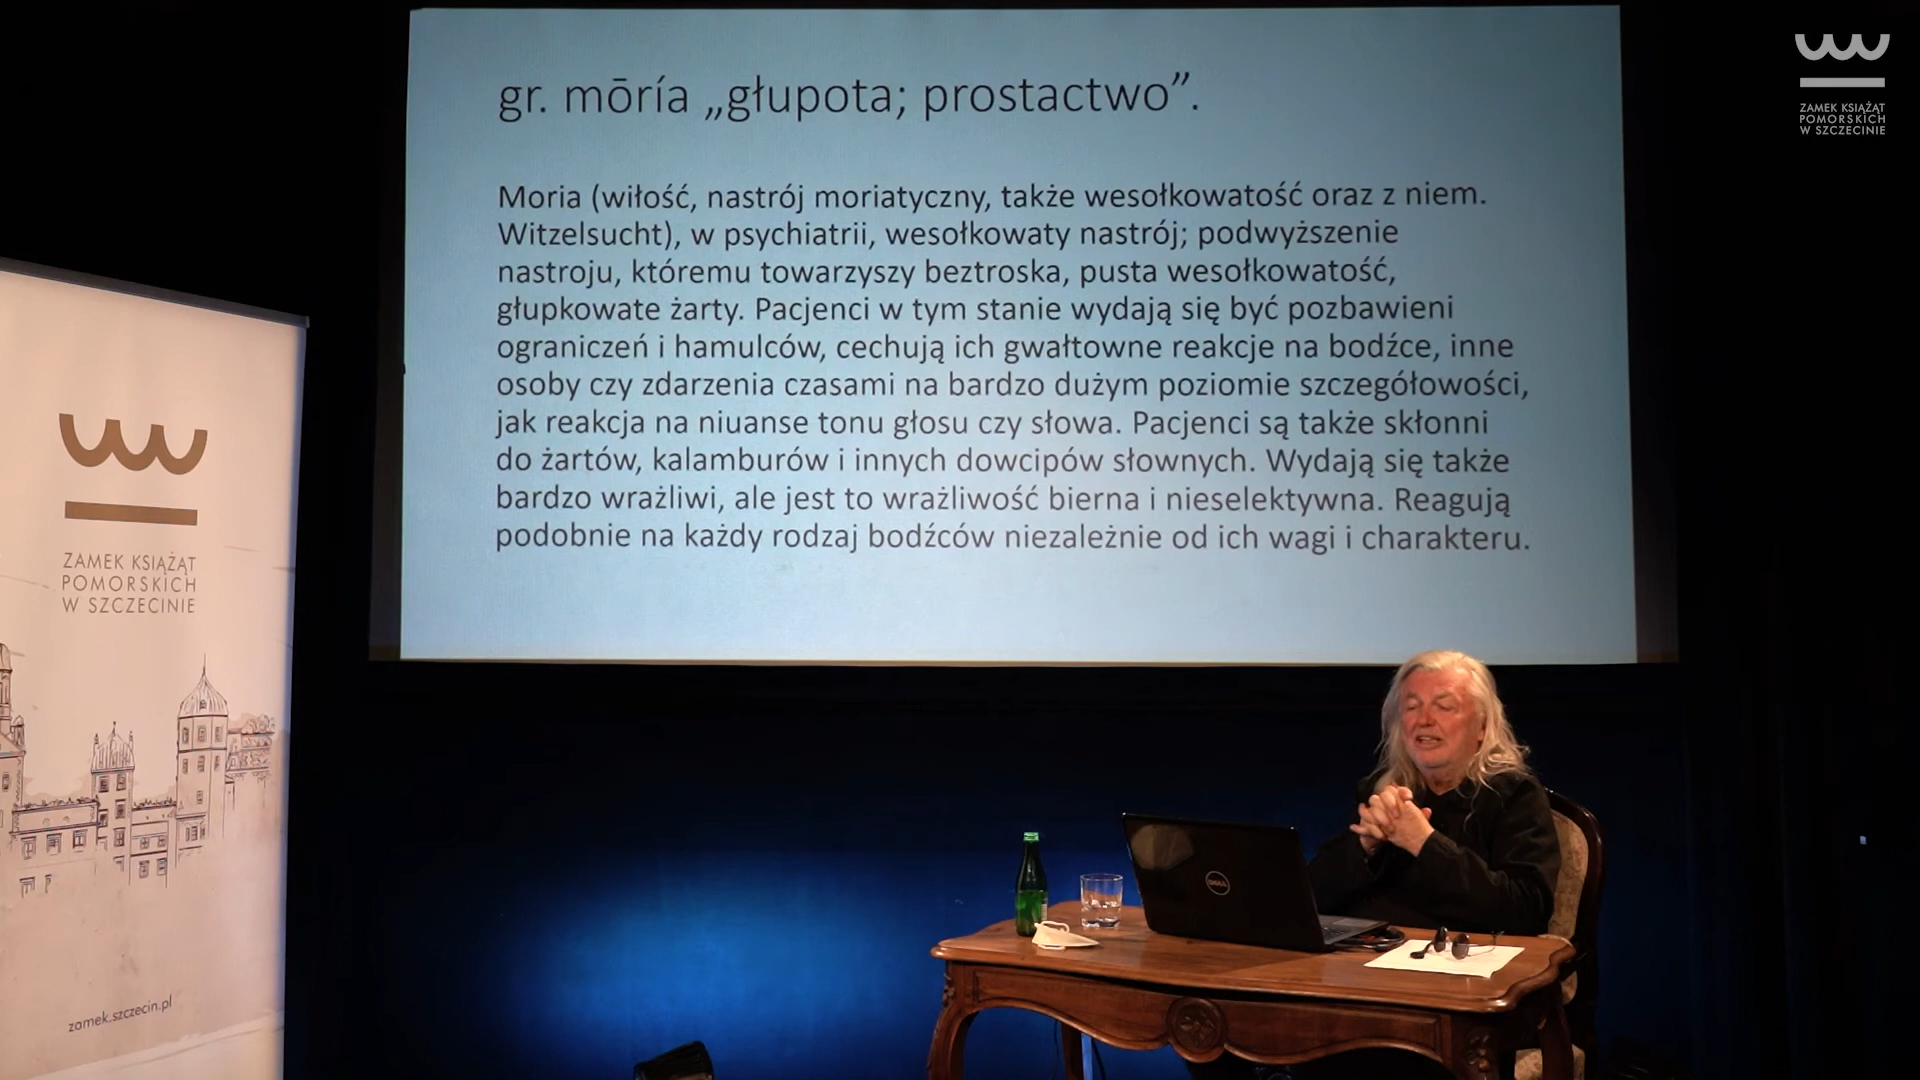 gr. mōría „głupota; prostactwo”.
Moria (wiłość, nastrój moriatyczny, także wesołkowatość oraz z niem.
Witzelsucht), w psychiatrii, wesołkowaty nastrój; podwyższenie
nastroju, któremu towarzyszy beztroska, pusta wesołkowatość,
głupkowate żarty. Pacjenci w tym stanie wydają się być pozbawieni
ograniczeń i hamulców, cechują ich gwałtowne reakcje na bodźce, inne
osoby czy zdarzenia czasami na bardzo dużym poziomie szczegółowości,
jak reakcja na niuanse tonu głosu czy słowa. Pacjenci są także skłonni
do żartów, kalamburów i innych dowcipów słownych. Wydają się także
bardzo wrażliwi, ale jest to wrażliwość bierna i nieselektywna. Reagują
podobnie na każdy rodzaj bodźców niezależnie od ich wagi i charakteru.
ZAMEK KSIĄŻĄT
POMORSKICH
W SZCZECINIE
ZAMEK KSIĄŻĄT
POMORSKICH
W SZCZECINIE
zamek.szczecin.pl
DELL